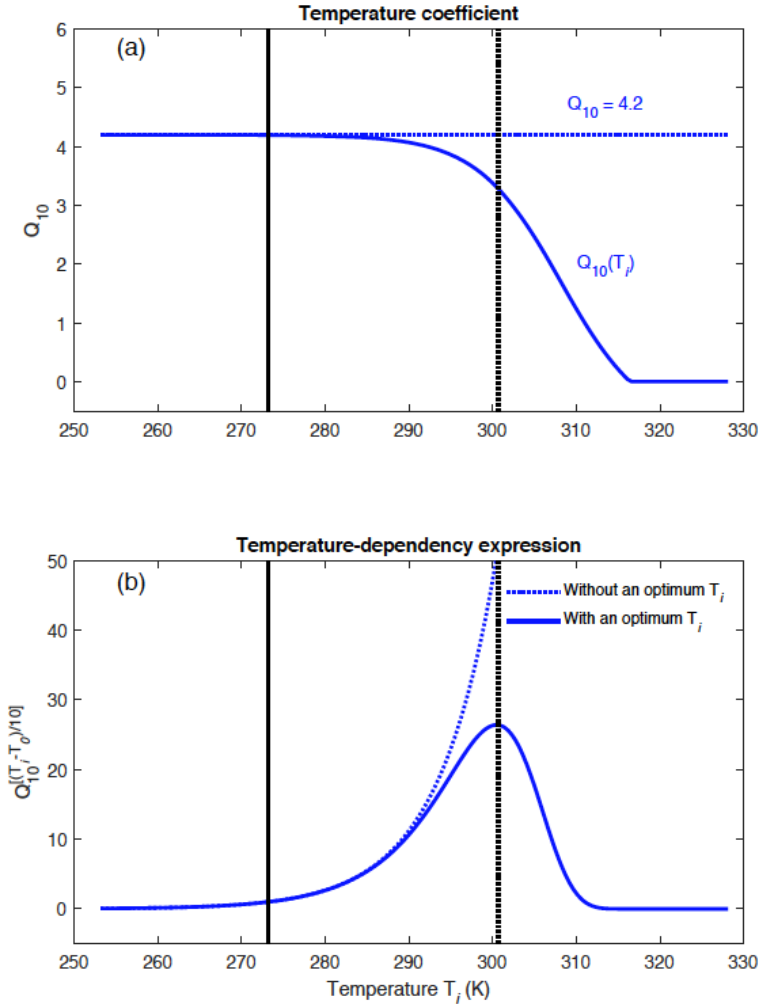 Temperature coefficient
(a)
6
5
4
3
2
1
0
Q10
Q10 = 4.2
Q10(Ti)
250 260 270 280 290 300 310 320 330
Temperature-dependency expression
(b)
50
40
30
20
10
0
Q10[(Ti-T0)/10]
Without an optimum Ti
With an optimum Ti
250 260 270 280 290 300 310 320 330
Temperature Ti (K)